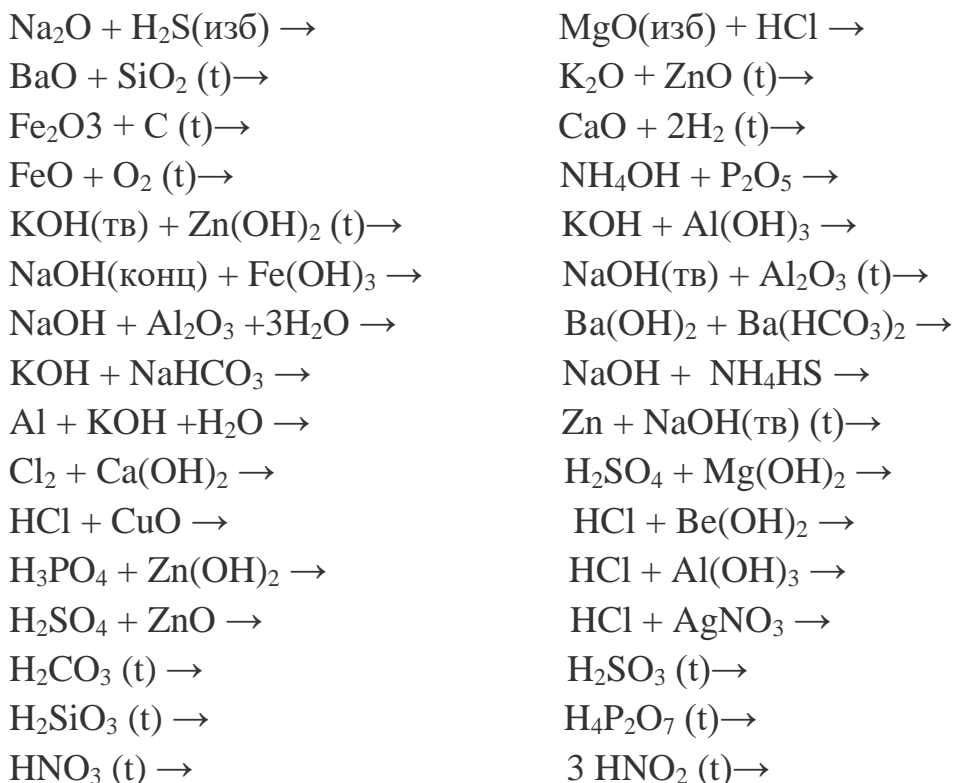 Na₂O + H₂S(изб) → MgO(изб) + HCl →
BaO + SiO₂ (t)→ K₂O + ZnO (t)→
Fe₂O3 + C (t)→ CaO + 2H₂ (t)→
FeO + O₂ (t)→ NH₄OH + P₂O₅ →
KOH(тв) + Zn(OH)₂ (t)→ KOH + Al(OH)₃ →
NaOH(конц) + Fe(OH)₃ → NaOH(тв) + Al₂O₃ (t)→
NaOH + Al₂O₃ +3H₂O → Ba(OH)₂ + Ba(HCO₃)₂ →
KOH + NaHCO₃ → NaOH + NH₄HS →
Al + KOH +H₂O → Zn + NaOH(тв) (t)→
Cl₂ + Ca(OH)₂ → H₂SO₄ + Mg(OH)₂ →
HCl + CuO → HCl + Be(OH)₂ →
H₃PO₄ + Zn(OH)₂ → HCl + Al(OH)₃ →
H₂SO₄ + ZnO → HCl + AgNO₃ →
H₂CO₃ (t) → H₂SO₃ (t)→
H₂SiO₃ (t) → H₄P₂O₇ (t)→
HNO₃ (t) → 3 HNO₂ (t)→